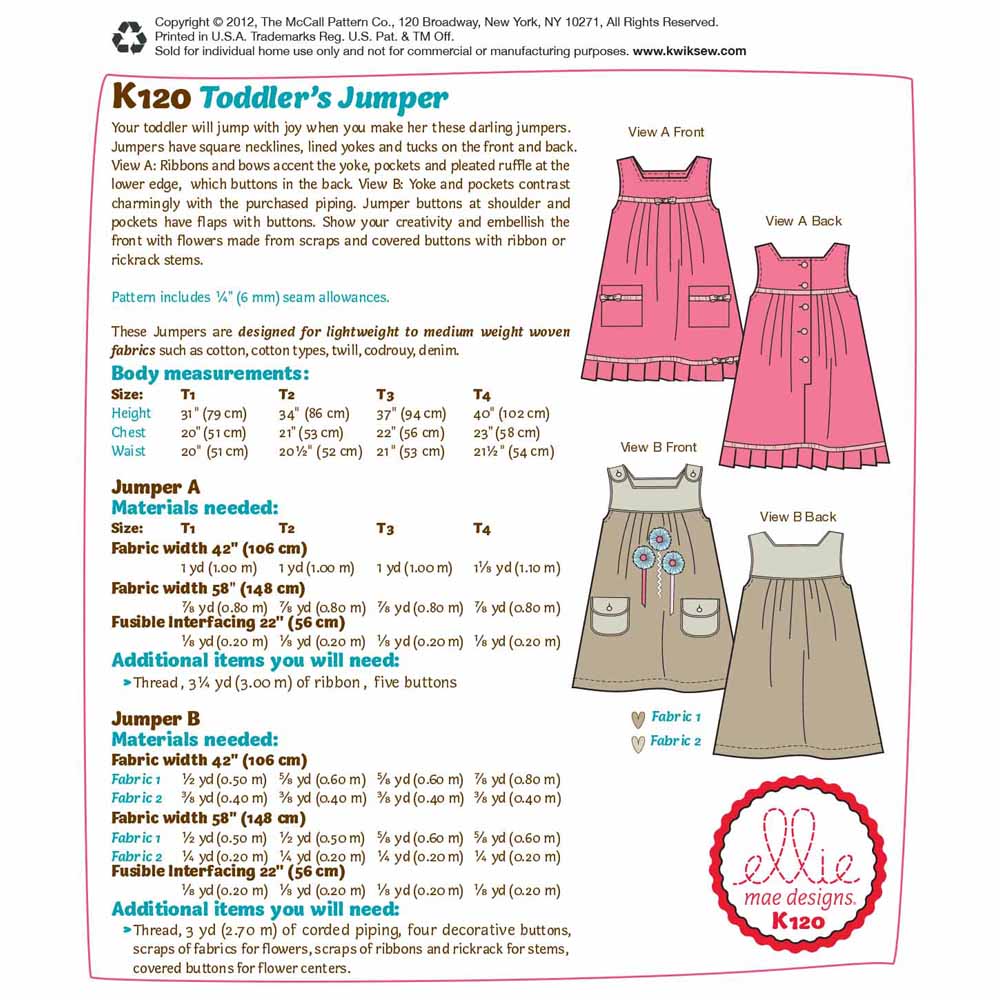 Copyright © 2012, The McCall Pattern Co., 120 Broadway, New York, NY 10271, All Rights Reserved.
Printed in U.S.A. Trademarks Reg. U.S. Pat. & TM Off.
Sold for individual home use only and not for commercial or manufacturing purposes. www.kwiksew.com
K120 Toddler's Jumper
Your toddler will jump with joy when you make her these darling jumpers.
Jumpers have square necklines, lined yokes and tucks on the front and back.
View A: Ribbons and bows accent the yoke, pockets and pleated ruffle at the
lower edge, which buttons in the back. View B: Yoke and pockets contrast
charmingly with the purchased piping. Jumper buttons at shoulder and
pockets have flaps with buttons. Show your creativity and embellish the
front with flowers made from scraps and covered buttons with ribbon or
rickrack stems.
Pattern includes ¼" (6 mm) seam allowances.
These Jumpers are designed for lightweight to medium weight woven
fabrics such as cotton, cotton types, twill, codrouy, denim.
Body measurements:
Size: T1 T2 T3 T4
Height 31" (79 cm) 34" (86 cm) 37" (94 cm) 40" (102 cm)
Chest 20" (51 cm) 21" (53 cm) 22" (56 cm) 23" (58 cm)
Waist 20" (51 cm) 20½" (52 cm) 21" (53 cm) 21½" (54 cm)
Jumper A
Materials needed:
Size: T1 T2 T3 T4
Fabric width 42" (106 cm)
1 yd (1.00 m) 1 yd (1.00 m) 1 yd (1.00 m) 1⅛ yd (1.10 m)
Fabric width 58" (148 cm)
⅞ yd (0.80 m) ⅞ yd (0.80 m) ⅞ yd (0.80 m) ⅞ yd (0.80 m)
Fusible Interfacing 22" (56 cm)
⅛ yd (0.20 m) ⅛ yd (0.20 m) ⅛ yd (0.20 m) ⅛ yd (0.20 m)
Additional items you will need:
➤Thread, 3¼ yd (3.00 m) of ribbon, five buttons
Jumper B
Materials needed:
Fabric width 42" (106 cm)
Fabric 1 ½ yd (0.50 m) ⅝ yd (0.60 m) ⅝ yd (0.60 m) ⅞ yd (0.80 m)
Fabric 2 ⅜ yd (0.40 m) ⅜ yd (0.40 m) ⅜ yd (0.40 m) ⅜ yd (0.40 m)
Fabric width 58" (148 cm)
Fabric 1 ½ yd (0.50 m) ½ yd (0.50 m) ⅝ yd (0.60 m) ⅝ yd (0.60 m)
Fabric 2 ¼ yd (0.20 m) ¼ yd (0.20 m) ¼ yd (0.20 m) ¼ yd (0.20 m)
Fusible Interfacing 22" (56 cm)
⅛ yd (0.20 m) ⅛ yd (0.20 m) ⅛ yd (0.20 m) ⅛ yd (0.20 m)
Additional items you will need:
➤Thread, 3 yd (2.70 m) of corded piping, four decorative buttons,
scraps of fabrics for flowers, scraps of ribbons and rickrack for stems,
covered buttons for flower centers.
View A Front
View A Back
View B Front
View B Back
Fabric 1
Fabric 2
ellie
mae designs®
K120